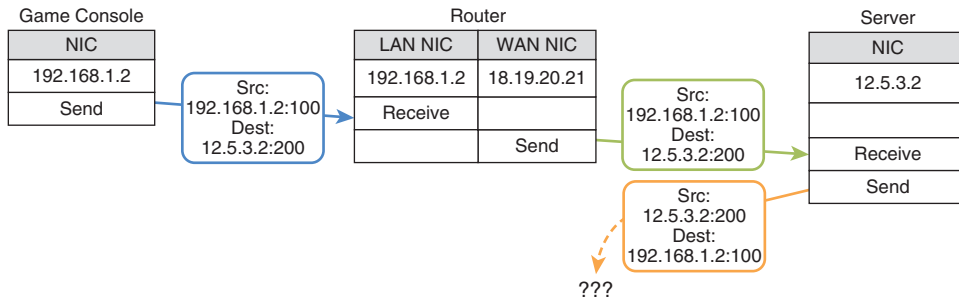 Game Console
NIC
192.168.1.2
Send
Src:
192.168.1.2:100
Dest:
12.5.3.2:200
Router
LAN NIC
WAN NIC
192.168.1.2
18.19.20.21
Receive
Send
Src:
192.168.1.2:100
Dest:
12.5.3.2:200
Server
NIC
12.5.3.2
Receive
Send
Src:
12.5.3.2:200
Dest:
192.168.1.2:100
???